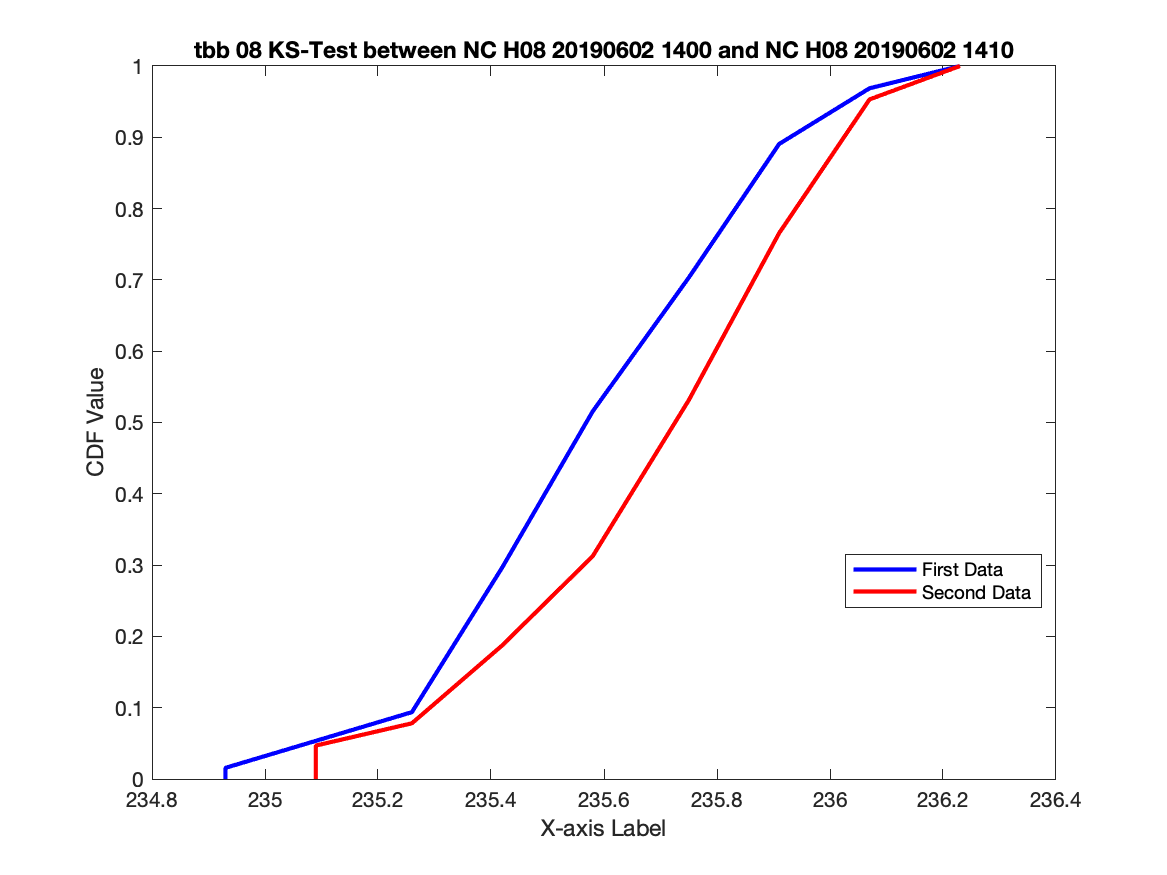 tbb 08 KS-Test between NC H08 20190602 1400 and NC H08 20190602 1410
1
0.9
0.8
0.7
0.6
0.5
0.4
0.3
0.2
0.1
0
CDF Value
First Data
Second Data
234.8 235 235.2 235.4 235.6 235.8 236 236.2 236.4
X-axis Label